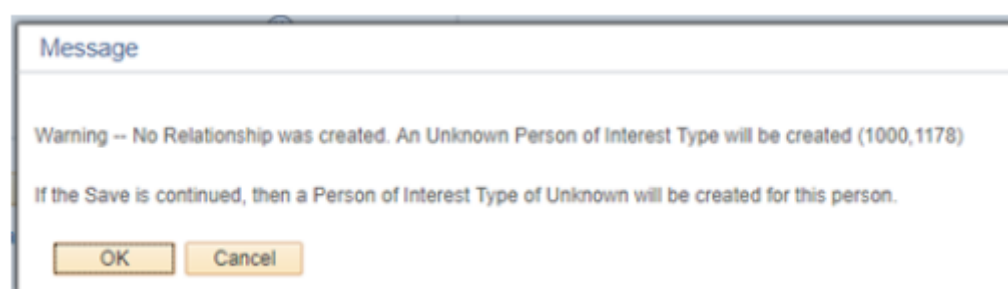 Message
Warning -- No Relationship was created. An Unknown Person of Interest Type will be created (1000,1178)
If the Save is continued, then a Person of Interest Type of Unknown will be created for this person.
OK Cancel